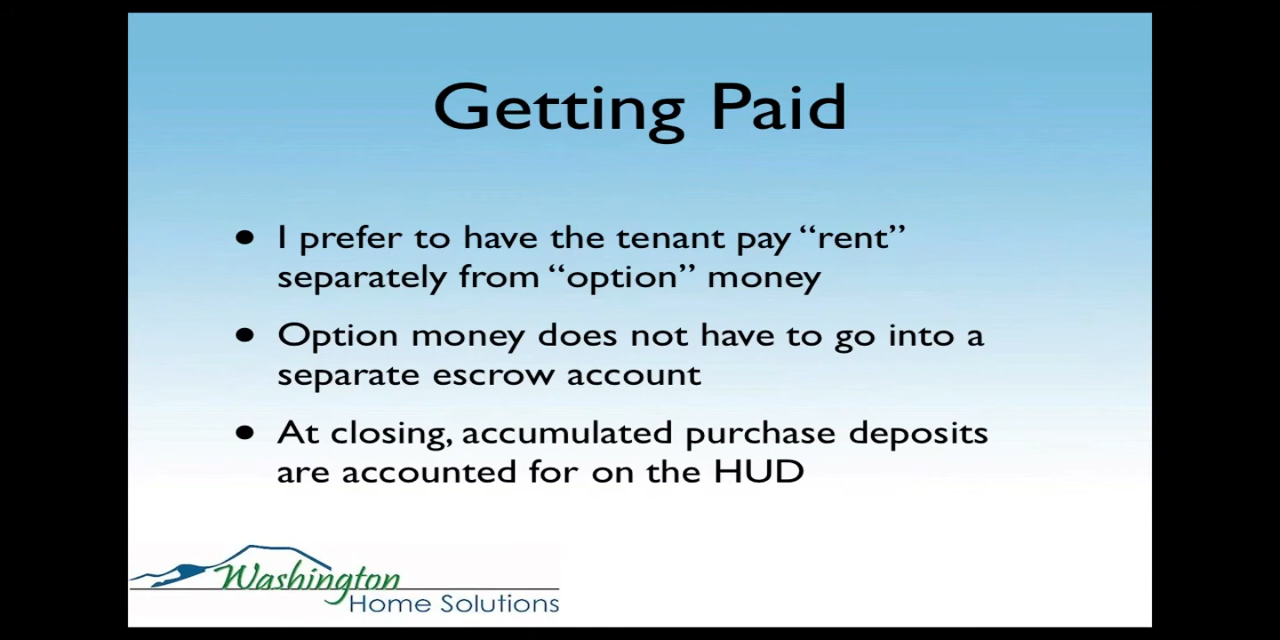 Getting Paid
• I prefer to have the tenant pay “rent”
separately from “option” money
• Option money does not have to go into a
separate escrow account
• At closing, accumulated purchase deposits
are accounted for on the HUD
Washington
Home Solutions